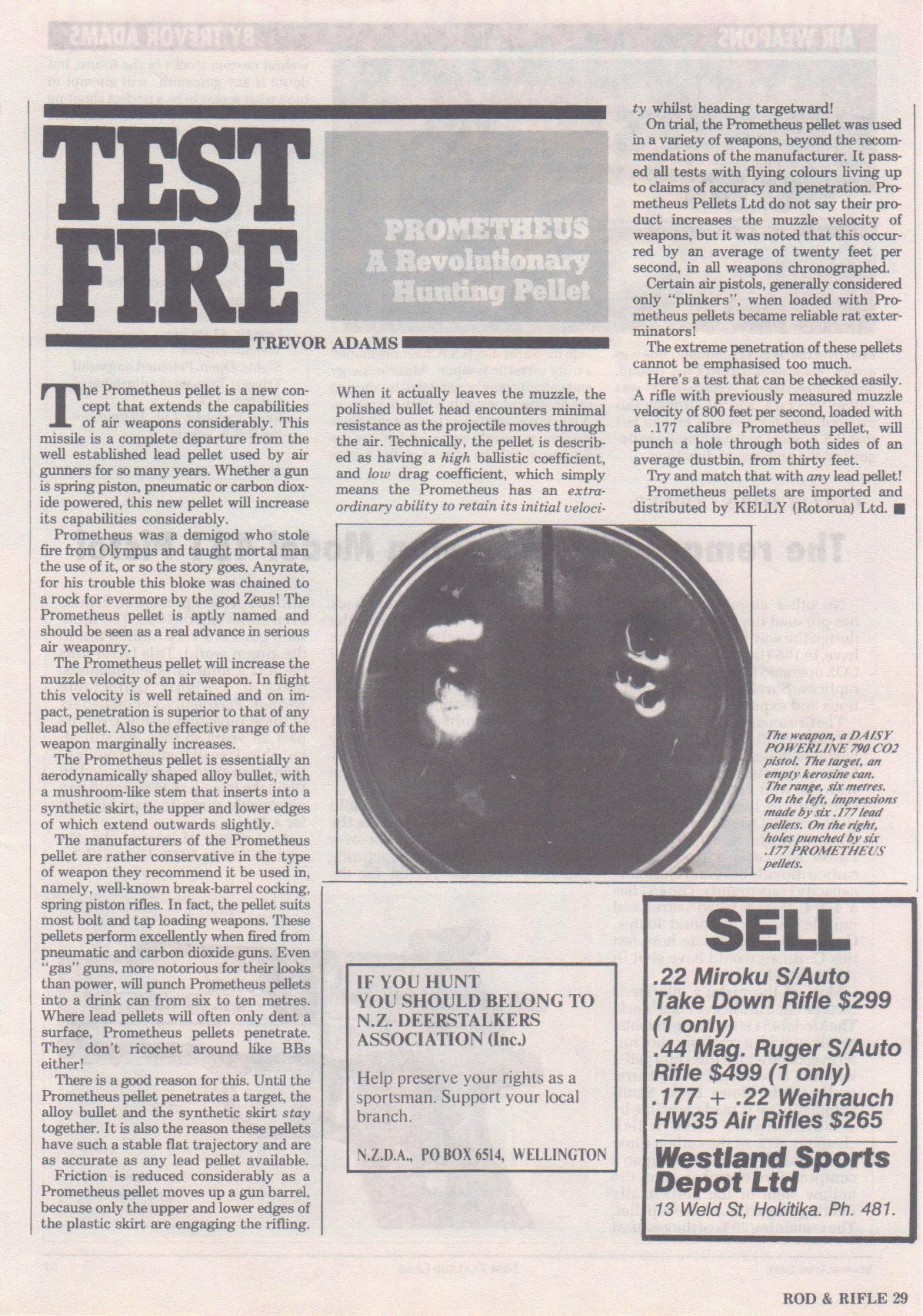 TEST
FIRE
PROMETHEUS
A Revolutionary
Hunting Pellet
TREVOR ADAMS
The Prometheus pellet is a new con-
cept that extends the capabilities
of air weapons considerably. This
missile is a complete departure from the
well established lead pellet used by air
gunners for so many years. Whether a gun
is spring piston, pneumatic or carbon diox-
ide powered, this new pellet will increase
its capabilities considerably.
Prometheus was a demigod who stole
fire from Olympus and taught mortal man
the use of it, or so the story goes. Anyrate,
for his trouble this bloke was chained to
a rock for evermore by the god Zeus! The
Prometheus pellet is aptly named and
should be seen as a real advance in serious
air weaponry.
The Prometheus pellet will increase the
muzzle velocity of an air weapon. In flight
this velocity is well retained and on im-
pact, penetration is superior to that of any
lead pellet. Also the effective range of the
weapon marginally increases.
The Prometheus pellet is essentially an
aerodynamically shaped alloy bullet, with
a mushroom-like stem that inserts into a
synthetic skirt, the upper and lower edges
of which extend outwards slightly.
The manufacturers of the Prometheus
pellet are rather conservative in the type
of weapon they recommend it be used in,
namely, well-known break-barrel cocking,
spring piston rifles. In fact, the pellet suits
most bolt and tap loading weapons. These
pellets perform excellently when fired from
pneumatic and carbon dioxide guns. Even
"gas" guns, more notorious for their looks
than power, will punch Prometheus pellets
into a drink can from six to ten metres.
Where lead pellets will often only dent a
surface, Prometheus pellets penetrate.
They don't ricochet around like BBs
either!
There is a good reason for this. Until the
Prometheus pellet penetrates a target, the
alloy bullet and the synthetic skirt stay
together. It is also the reason these pellets
have such a stable flat trajectory and are
as accurate as any lead pellet available.
Friction is reduced considerably as a
Prometheus pellet moves up a gun barrel,
because only the upper and lower edges of
the plastic skirt are engaging the rifling.
When it actually leaves the muzzle, the
polished bullet head encounters minimal
resistance as the projectile moves through
the air. Technically, the pellet is describ-
ed as having a high ballistic coefficient,
and low drag coefficient, which simply
means the Prometheus has an extra-
ordinary ability to retain its initial veloci-
ty whilst heading targetward!
On trial, the Prometheus pellet was used
in a variety of weapons, beyond the recom-
mendations of the manufacturer. It pass-
ed all tests with flying colours living up
to claims of accuracy and penetration. Pro-
metheus Pellets Ltd do not say their pro-
duct increases the muzzle velocity of
weapons, but it was noted that this occur-
red by an average of twenty feet per
second, in all weapons chronographed.
Certain air pistols, generally considered
only "plinkers", when loaded with Pro-
metheus pellets became reliable rat exter-
minators!
The extreme penetration of these pellets
cannot be emphasised too much.
Here's a test that can be checked easily.
A rifle with previously measured muzzle
velocity of 800 feet per second, loaded with
a .177 calibre Prometheus pellet, will
punch a hole through both sides of an
average dustbin, from thirty feet.
Try and match that with any lead pellet!
Prometheus pellets are imported and
distributed by KELLY (Rotorua) Ltd. ■
The weapon, a DAISY
POWERLINE 790 CO2
pistol. The target, an
empty kerosine can.
The range, six metres.
On the left, impressions
made by six .177 lead
pellets. On the right,
holes punched by six
.177 PROMETHEUS
pellets.
IF YOU HUNT
YOU SHOULD BELONG TO
N.Z. DEERSTALKERS
ASSOCIATION (Inc.)
Help preserve your rights as a
sportsman. Support your local
branch.
N.Z.D.A., PO BOX 6514, WELLINGTON
SELL
.22 Miroku S/Auto
Take Down Rifle $299
(1 only)
.44 Mag. Ruger S/Auto
Rifle $499 (1 only)
.177 + .22 Weihrauch
HW35 Air Rifles $265
Westland Sports
Depot Ltd
13 Weld St, Hokitika. Ph. 481.
ROD & RIFLE 29